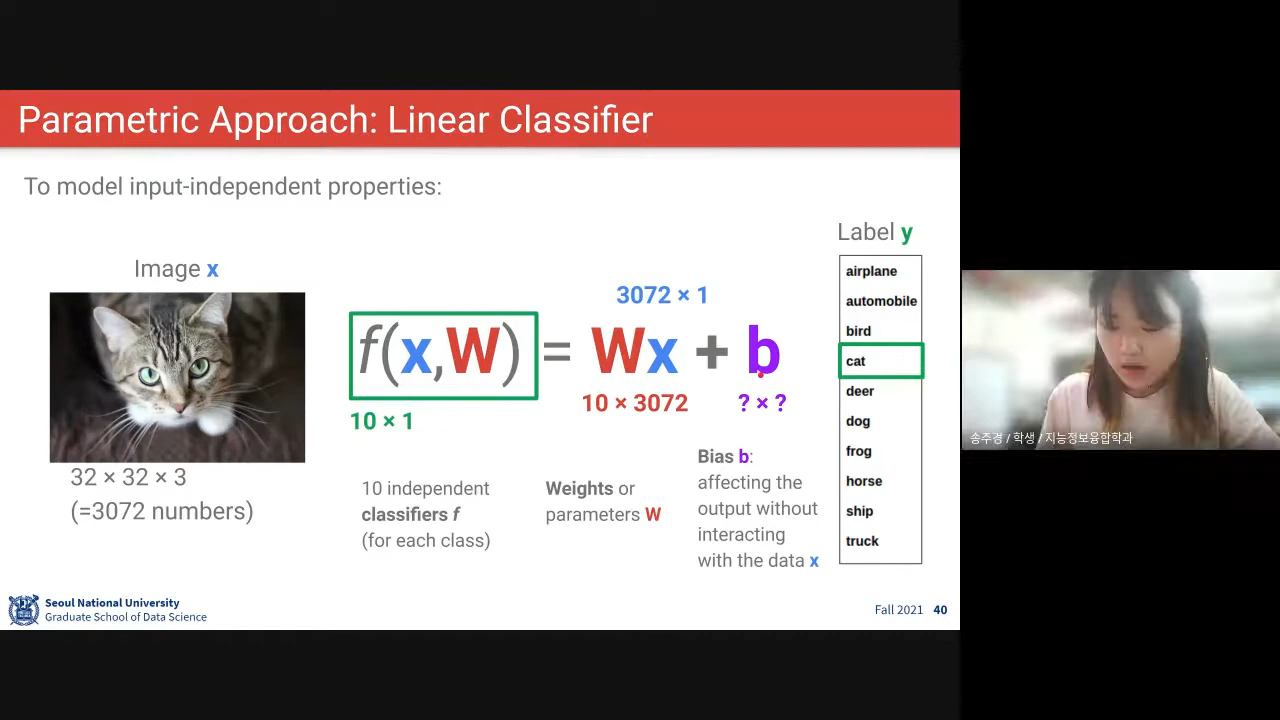 Parametric Approach: Linear Classifier
To model input-independent properties:
Image x
32 × 32 × 3
(=3072 numbers)
3072 × 1
f(x,W) = Wx + b
10 × 1
10 × 3072
? × ?
10 independent
classifiers f
(for each class)
Weights or
parameters W
Bias b:
affecting the
output without
interacting
with the data x
Label y
airplane
automobile
bird
cat
deer
dog
frog
horse
ship
truck
송주경 / 학생 / 지능정보융합학과
Seoul National University
Graduate School of Data Science
Fall 2021 40